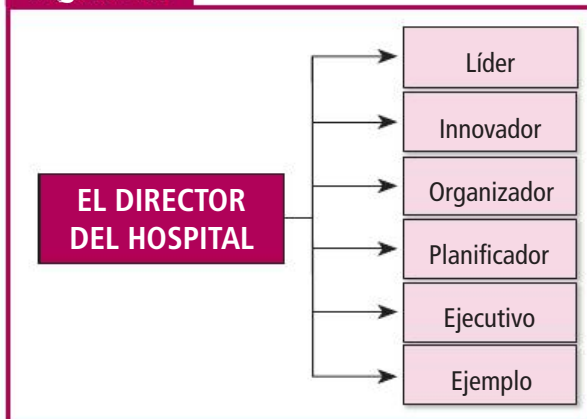 EL DIRECTOR
DEL HOSPITAL
Líder
Innovador
Organizador
Planificador
Ejecutivo
Ejemplo